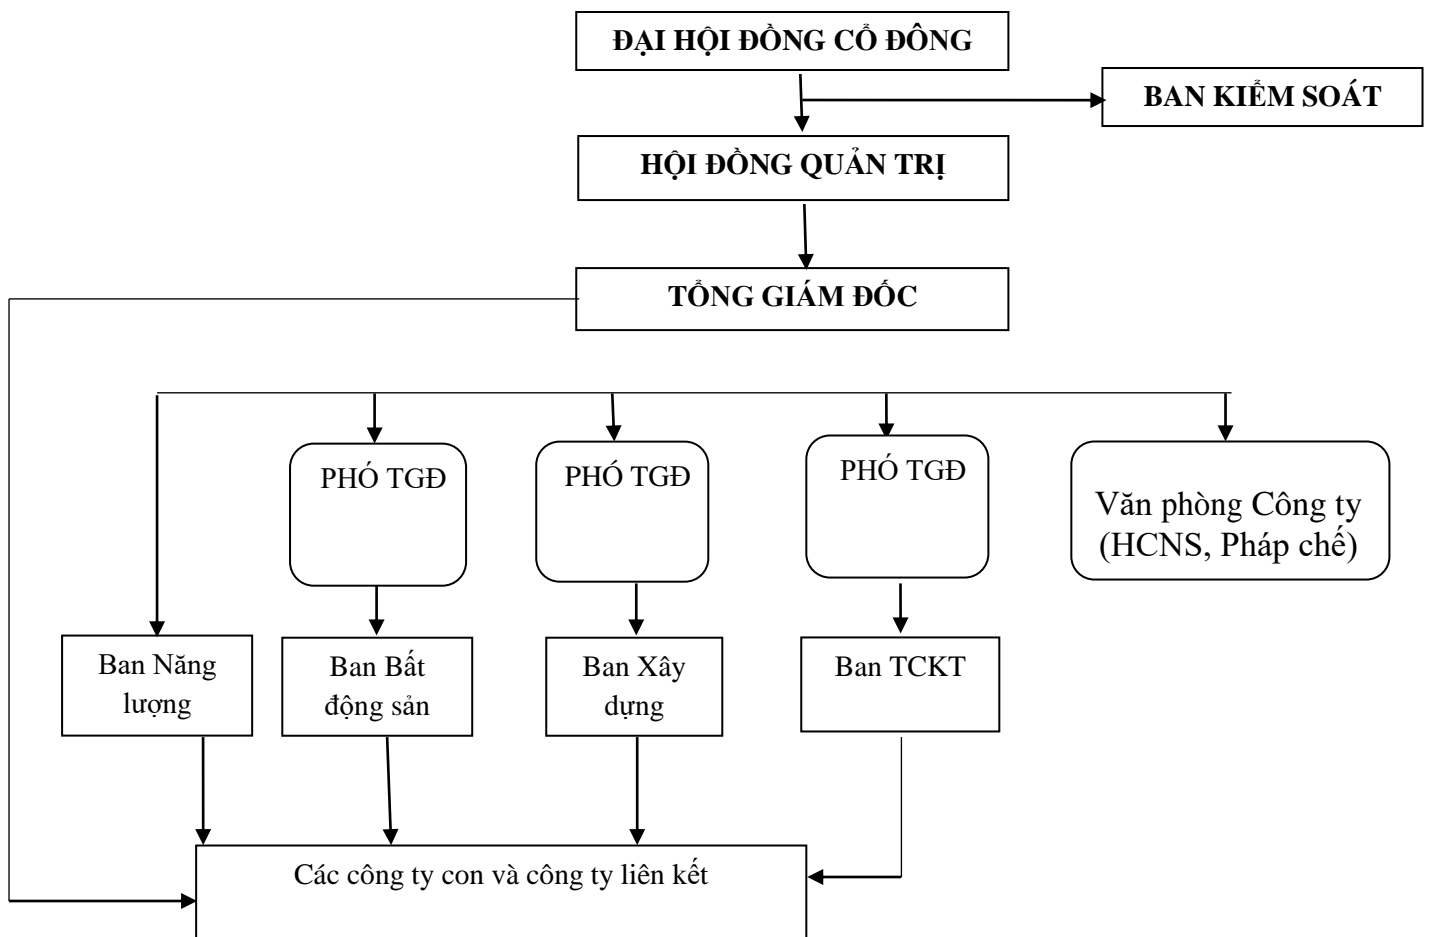 ĐẠI HỘI ĐỒNG CỔ ĐÔNG
BAN KIỂM SOÁT
HỘI ĐỒNG QUẢN TRỊ
TỔNG GIÁM ĐỐC
PHÓ TGĐ
PHÓ TGĐ
PHÓ TGĐ
Văn phòng Công ty
(HCNS, Pháp chế)
Ban Năng
lượng
Ban Bất
động sản
Ban Xây
dựng
Ban TCKT
Các công ty con và công ty liên kết